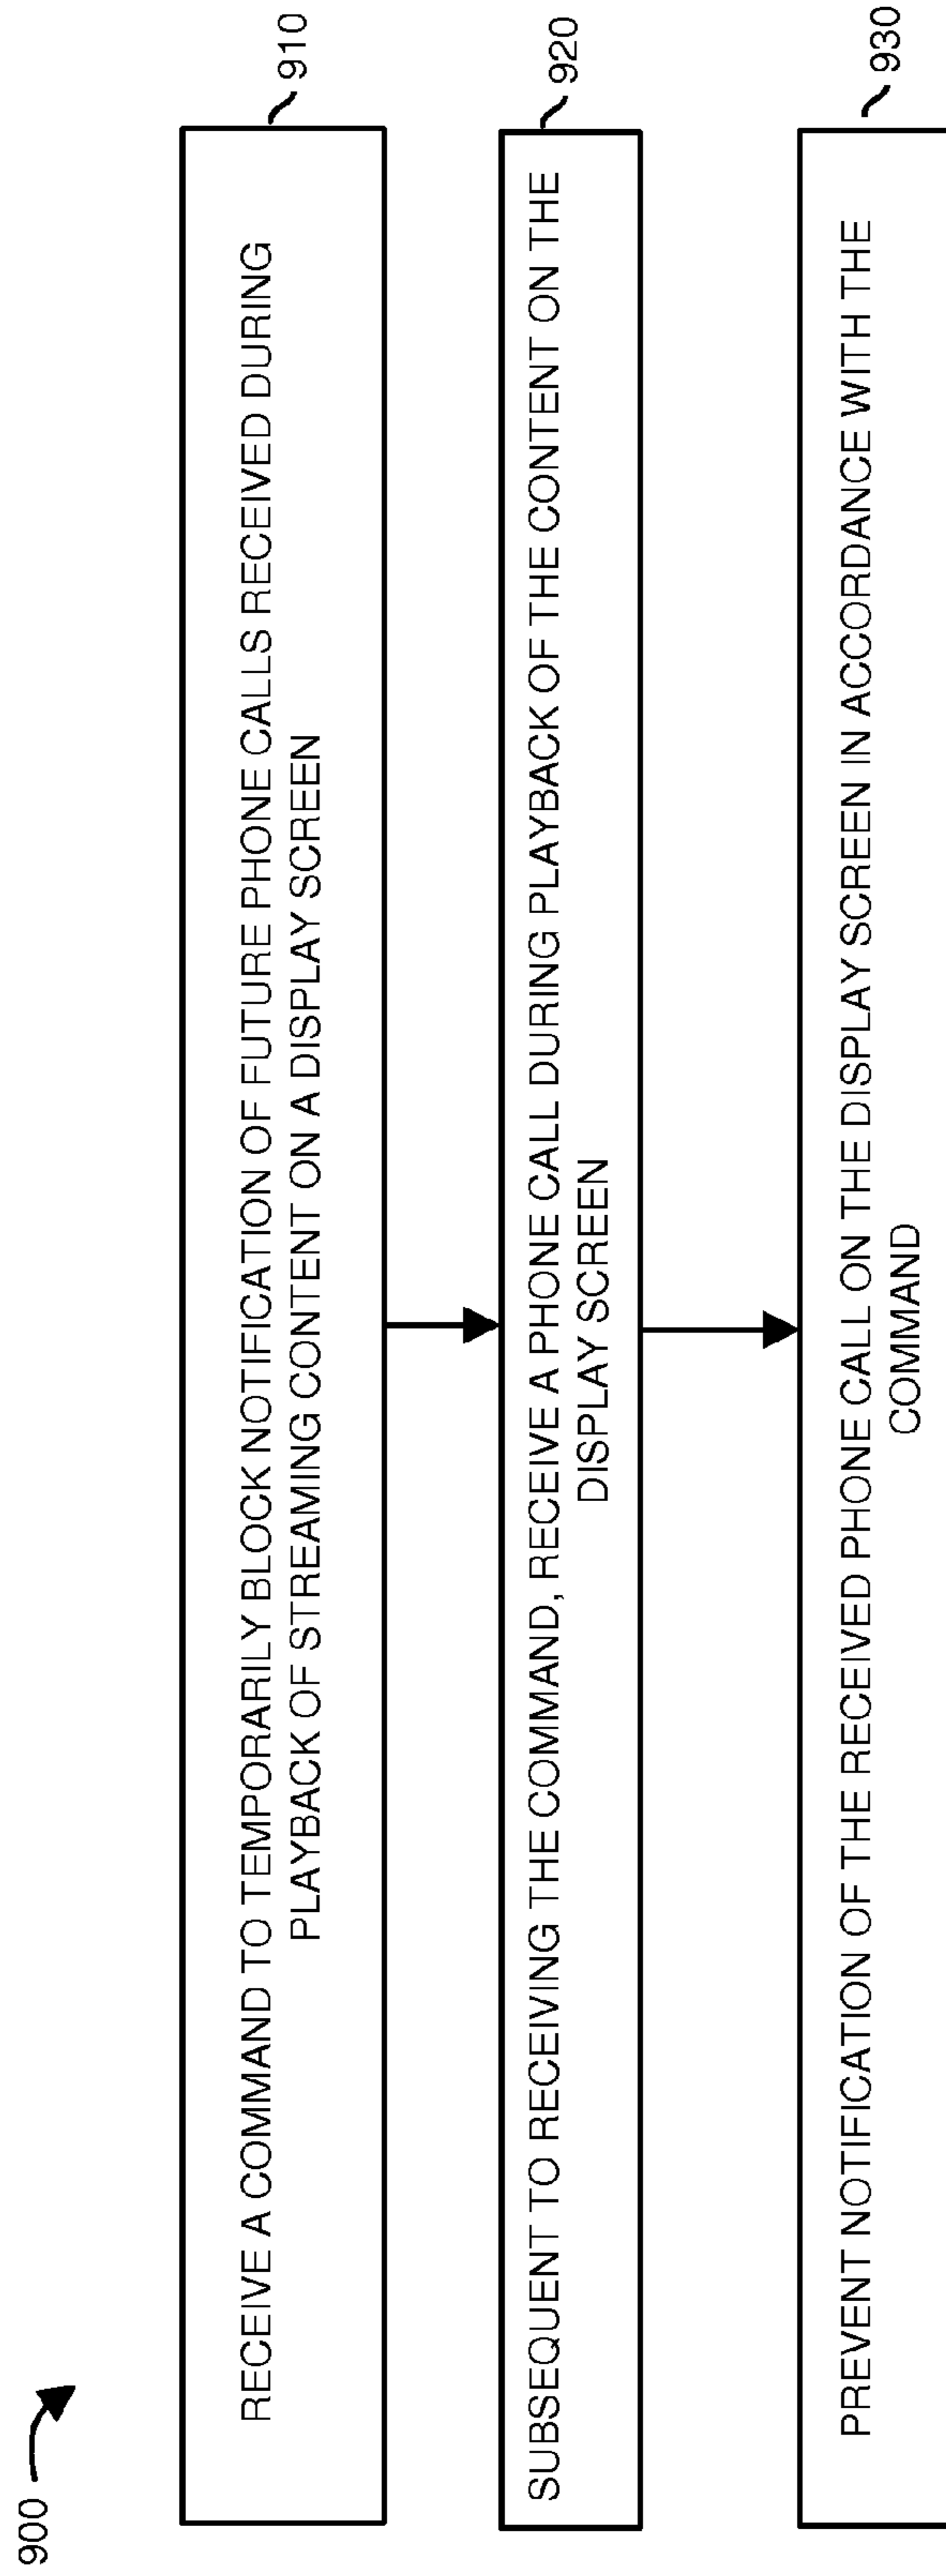 900
RECEIVE A COMMAND TO TEMPORARILY BLOCK NOTIFICATION OF FUTURE PHONE CALLS RECEIVED DURING
PLAYBACK OF STREAMING CONTENT ON A DISPLAY SCREEN
910
SUBSEQUENT TO RECEIVING THE COMMAND, RECEIVE A PHONE CALL DURING PLAYBACK OF THE CONTENT ON THE
DISPLAY SCREEN
920
PREVENT NOTIFICATION OF THE RECEIVED PHONE CALL ON THE DISPLAY SCREEN IN ACCORDANCE WITH THE
COMMAND
930